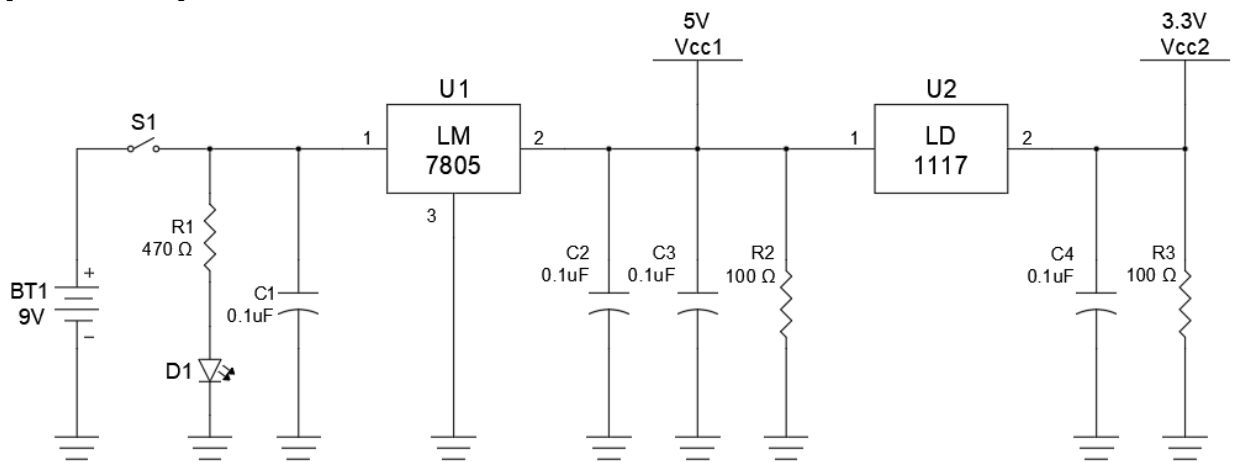 5V
Vcc1
3.3V
Vcc2
U1
U2
S1
1
LM
7805
2
3
1
LD
1117
2
R1
470 Ω
C1
0.1uF
BT1
9V
+
−
D1
C2
0.1uF
C3
0.1uF
R2
100 Ω
C4
0.1uF
R3
100 Ω